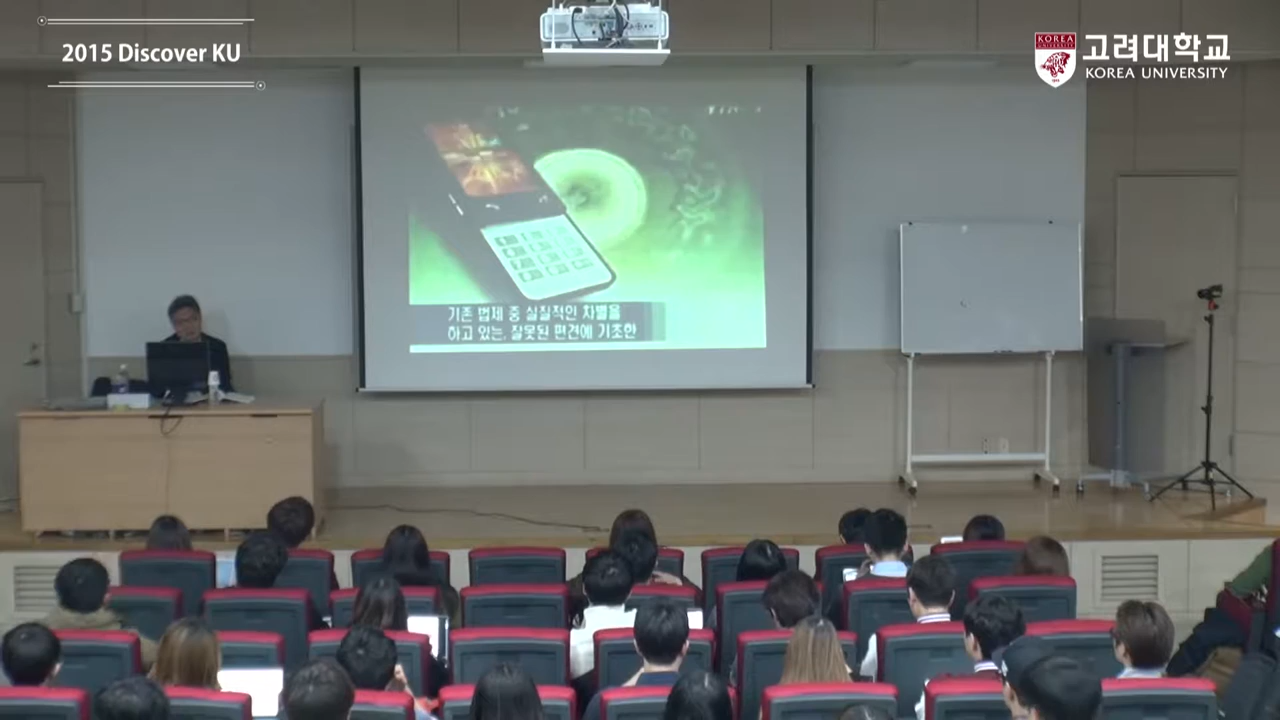 2015 Discover KU
KOREA
고려대학교
KOREA UNIVERSITY
기존 법제 중 실질적인 차별을
하고 있는, 잘못된 편견에 기초한